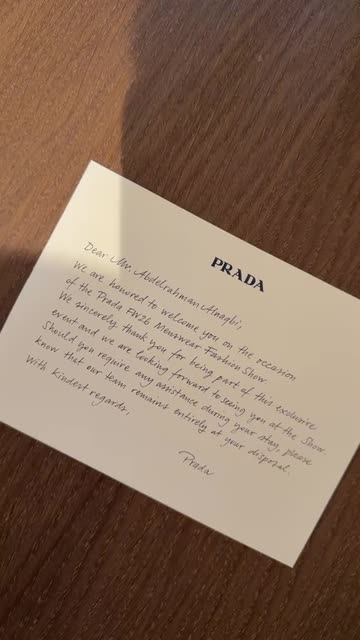 PRADA
Dear Mr. Abdelrahman Alnaqbi,
We are honored to welcome you on the occasion
of the Prada FW26 Menswear Fashion Show.
We sincerely thank you for being part of this exclusive
event and we are looking forward to seeing you at the Show.
Should you require any assistance during your stay, please
know that our team remains entirely at your disposal.
With kindest regards,
Prada